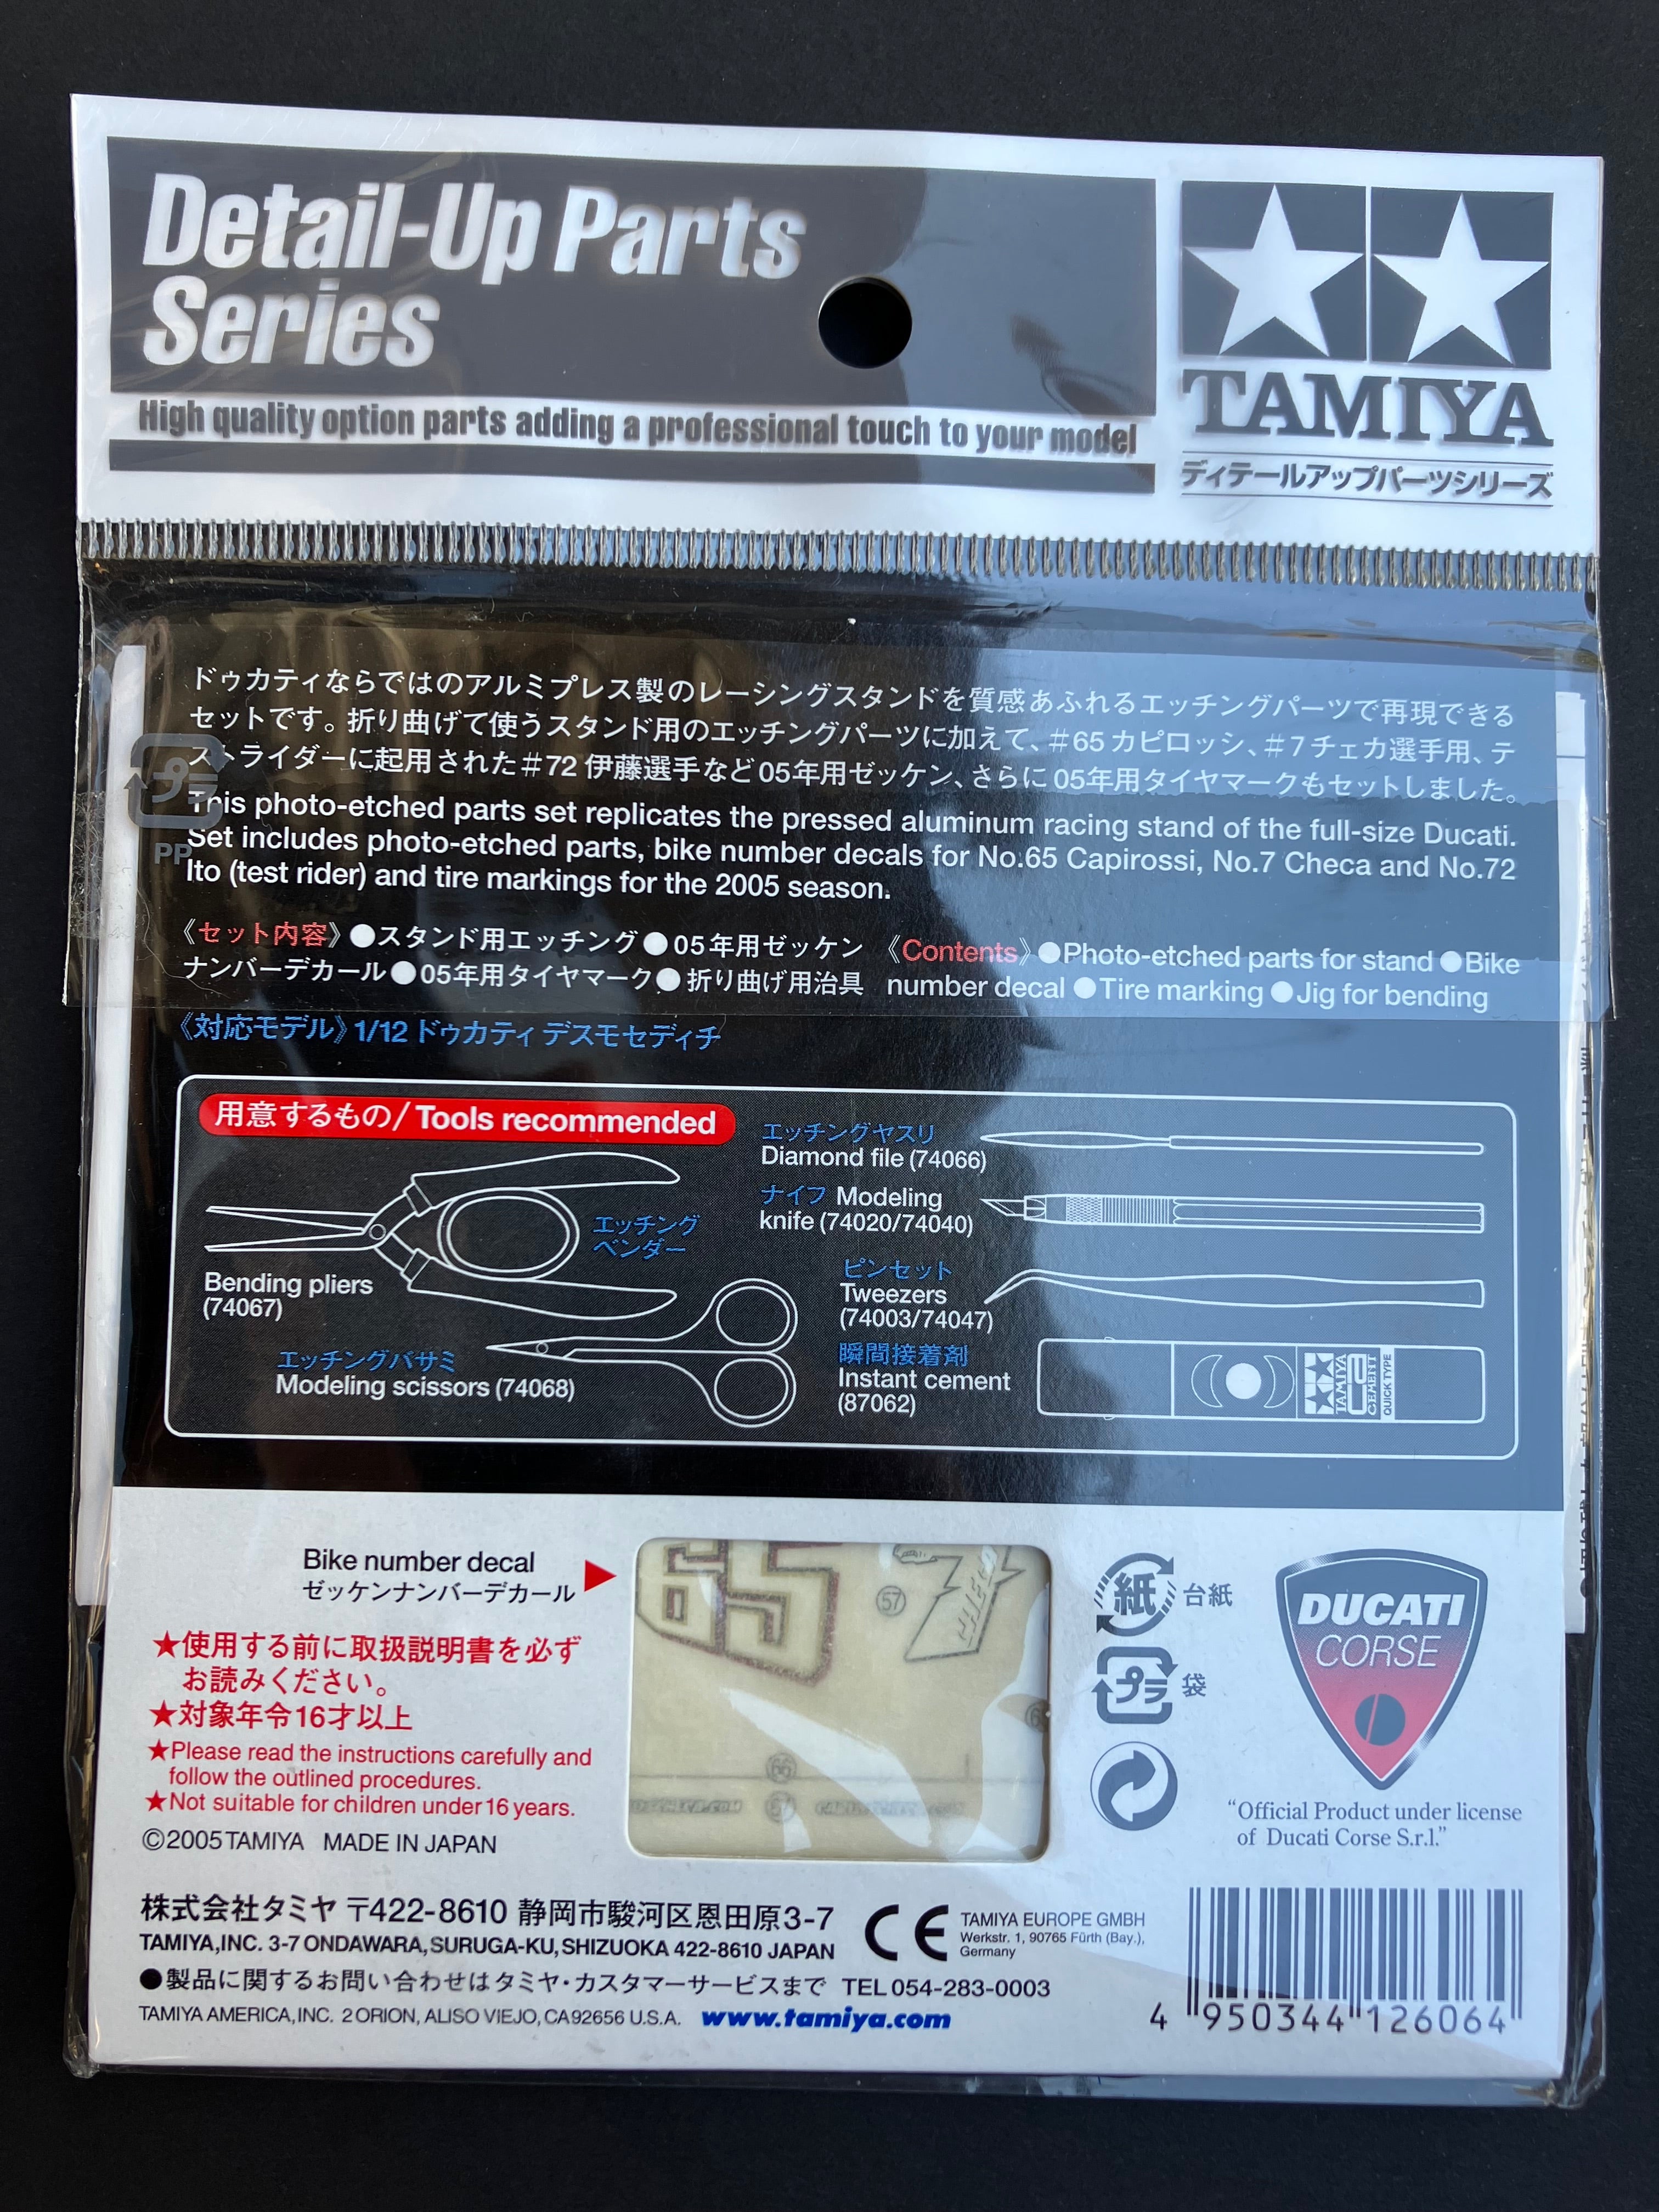 Detail-Up Parts
Series
High quality option parts adding a professional touch to your model
TAMIYA
ディテールアップパーツシリーズ
ドゥカティならではのアルミプレス製のレーシングスタンドを質感あふれるエッチングパーツで再現できる
セットです。折り曲げて使うスタンド用のエッチングパーツに加えて、#65カピロッシ、#7チェカ選手用、テ
ストライダーに起用された#72伊藤選手など05年用ゼッケン、さらに05年用タイヤマークもセットしました。
プラ
PP
This photo-etched parts set replicates the pressed aluminum racing stand of the full-size Ducati.
Set includes photo-etched parts, bike number decals for No.65 Capirossi, No.7 Checa and No.72
Ito (test rider) and tire markings for the 2005 season.
《セット内容》●スタンド用エッチング●05年用ゼッケン
ナンバーデカール●05年用タイヤマーク●折り曲げ用治具
《Contents》●Photo-etched parts for stand ●Bike
number decal ●Tire marking ●Jig for bending
《対応モデル》1/12 ドゥカティ デスモセディチ
用意するもの/Tools recommended
エッチング
ベンダー
Bending pliers
(74067)
エッチングバサミ
Modeling scissors (74068)
エッチングヤスリ
Diamond file (74066)
ナイフ Modeling
knife (74020/74040)
ピンセット
Tweezers
(74003/74047)
瞬間接着剤
Instant cement
(87062)
TAMIYA
CA
CEMENT
QUICK TYPE
Bike number decal
ゼッケンナンバーデカール
65
57
7
CHECA
66
57
★使用する前に取扱説明書を必ず
お読みください。
★対象年令16才以上
★Please read the instructions carefully and
follow the outlined procedures.
★Not suitable for children under 16 years.
©2005 TAMIYA MADE IN JAPAN
紙 台紙
プラ 袋
DUCATI
CORSE
“Official Product under license
of Ducati Corse S.r.l.”
株式会社タミヤ 〒422-8610 静岡市駿河区恩田原3-7
TAMIYA,INC. 3-7 ONDAWARA, SURUGA-KU, SHIZUOKA 422-8610 JAPAN
CE
TAMIYA EUROPE GMBH
Werkstr. 1, 90765 Fürth (Bay.),
Germany
●製品に関するお問い合わせはタミヤ・カスタマーサービスまで TEL 054-283-0003
TAMIYA AMERICA, INC. 2 ORION, ALISO VIEJO, CA 92656 U.S.A. www.tamiya.com
4 950344 126064